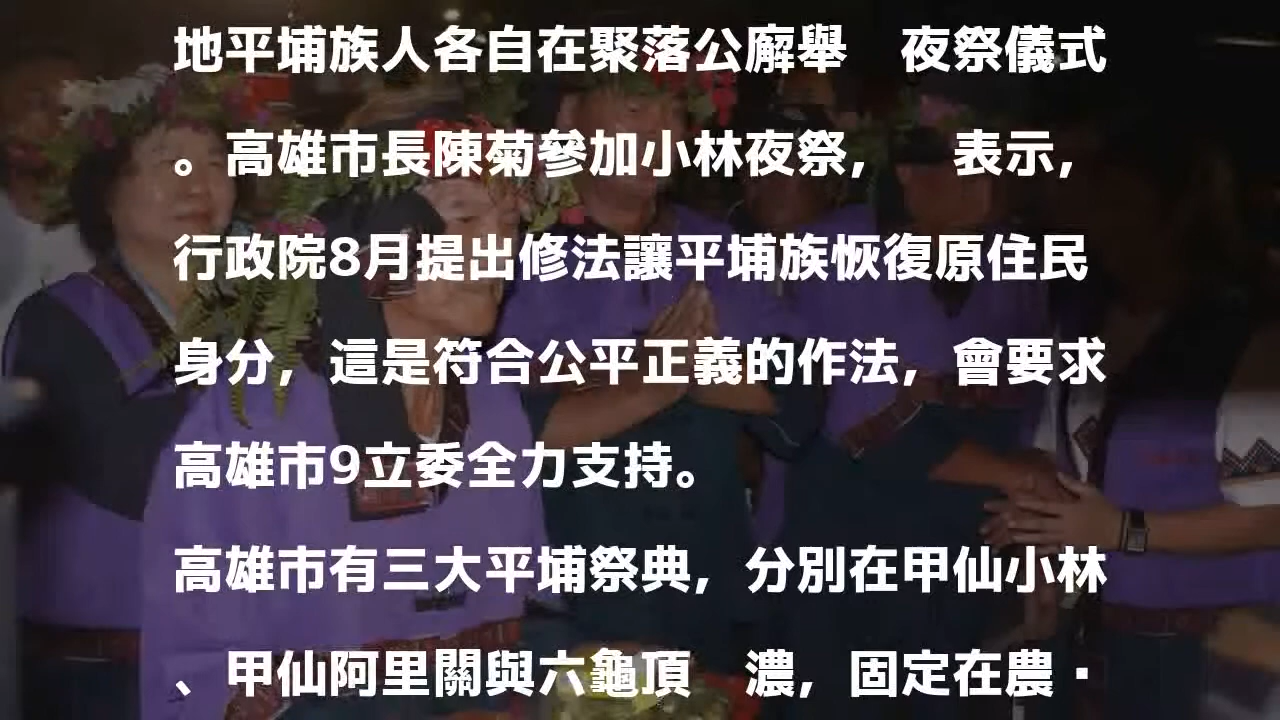 地平埔族人各自在聚落公廨舉　夜祭儀式
。高雄市長陳菊參加小林夜祭，　表示，
行政院8月提出修法讓平埔族恢復原住民
身分，這是符合公平正義的作法，會要求
高雄市9立委全力支持。
高雄市有三大平埔祭典，分別在甲仙小林
、甲仙阿里關與六龜頂　濃，固定在農‧